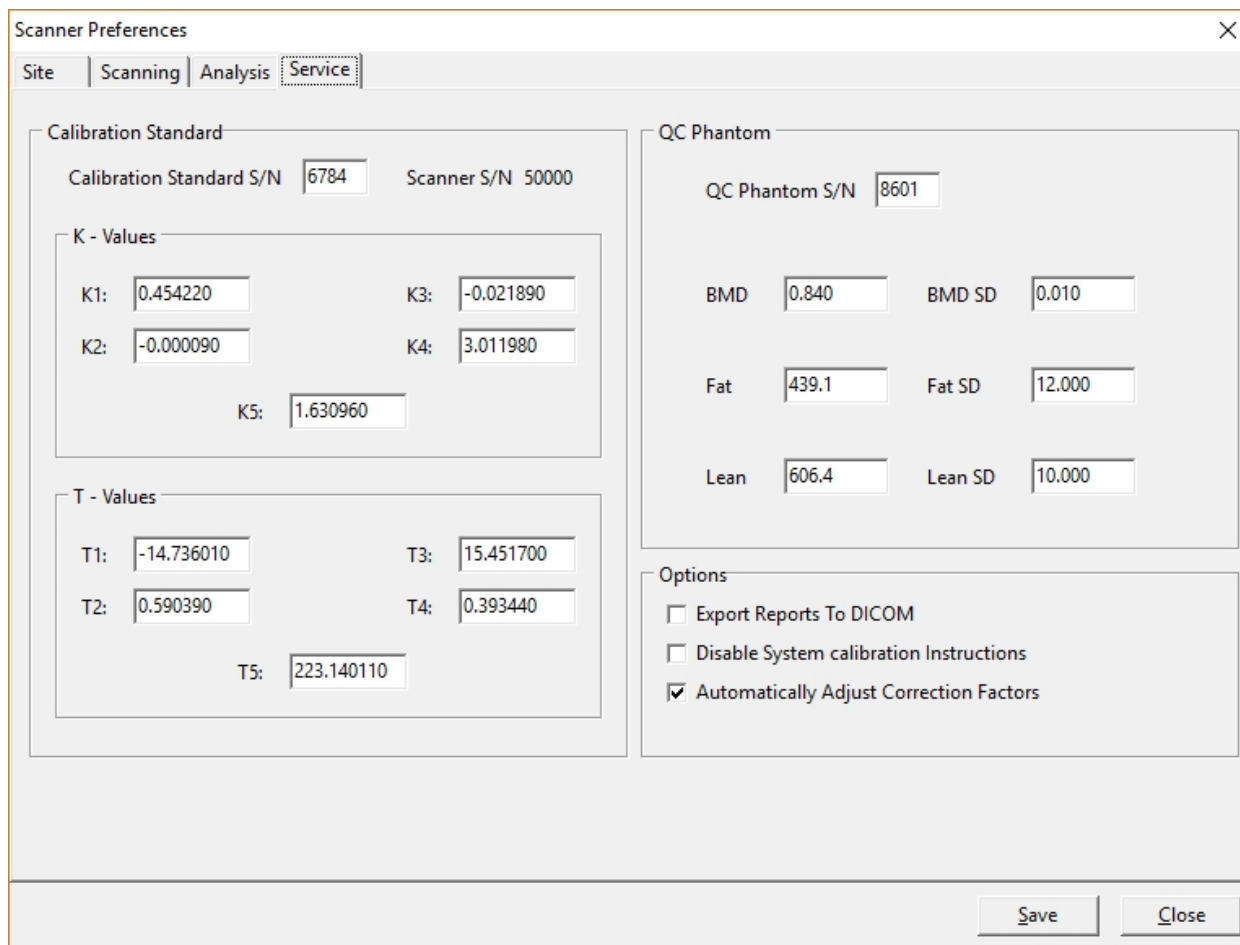 Scanner Preferences
Site Scanning Analysis Service
Calibration Standard
Calibration Standard S/N 6784 Scanner S/N 50000
K - Values
K1: 0.454220 K3: -0.021890
K2: -0.000090 K4: 3.011980
K5: 1.630960
T - Values
T1: -14.736010 T3: 15.451700
T2: 0.590390 T4: 0.393440
T5: 223.140110
QC Phantom
QC Phantom S/N 8601
BMD 0.840 BMD SD 0.010
Fat 439.1 Fat SD 12.000
Lean 606.4 Lean SD 10.000
Options
Export Reports To DICOM
Disable System calibration Instructions
Automatically Adjust Correction Factors
Save Close